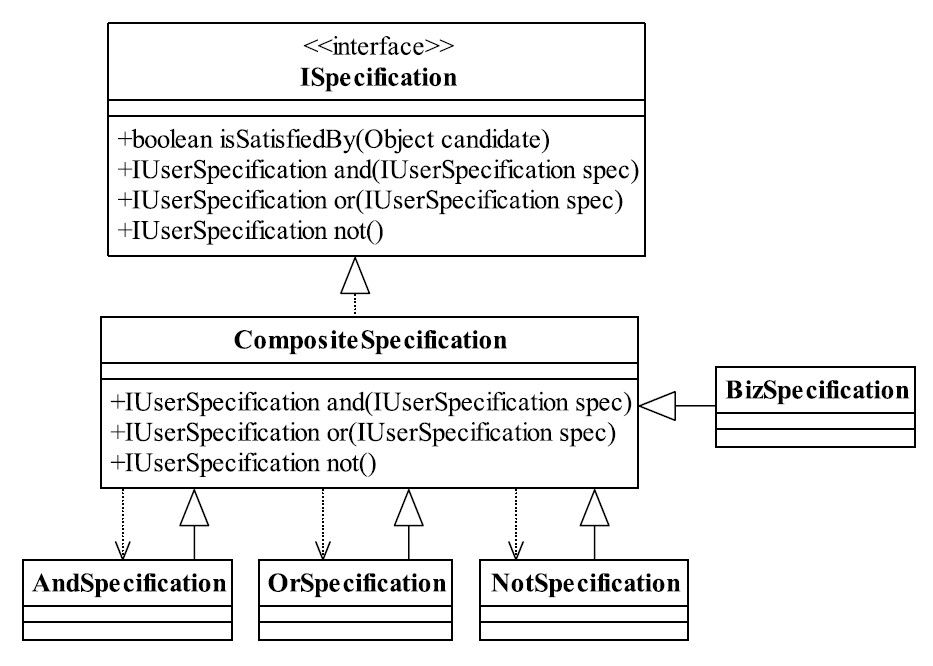 <<interface>>
ISpecification
+boolean isSatisfiedBy(Object candidate)
+IUserSpecification and(IUserSpecification spec)
+IUserSpecification or(IUserSpecification spec)
+IUserSpecification not()
CompositeSpecification
+IUserSpecification and(IUserSpecification spec)
+IUserSpecification or(IUserSpecification spec)
+IUserSpecification not()
BizSpecification
AndSpecification
OrSpecification
NotSpecification